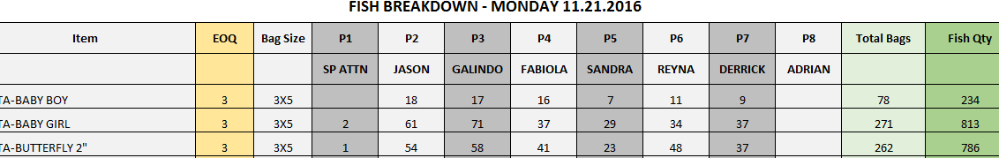 FISH BREAKDOWN - MONDAY 11.21.2016
Item EOQ Bag Size P1 P2 P3 P4 P5 P6 P7 P8 Total Bags Fish Qty
SP ATTN JASON GALINDO FABIOLA SANDRA REYNA DERRICK ADRIAN
TA-BABY BOY 3 3X5 18 17 16 7 11 9 78 234
TA-BABY GIRL 3 3X5 2 61 71 37 29 34 37 271 813
TA-BUTTERFLY 2" 3 3X5 1 54 58 41 23 48 37 262 786